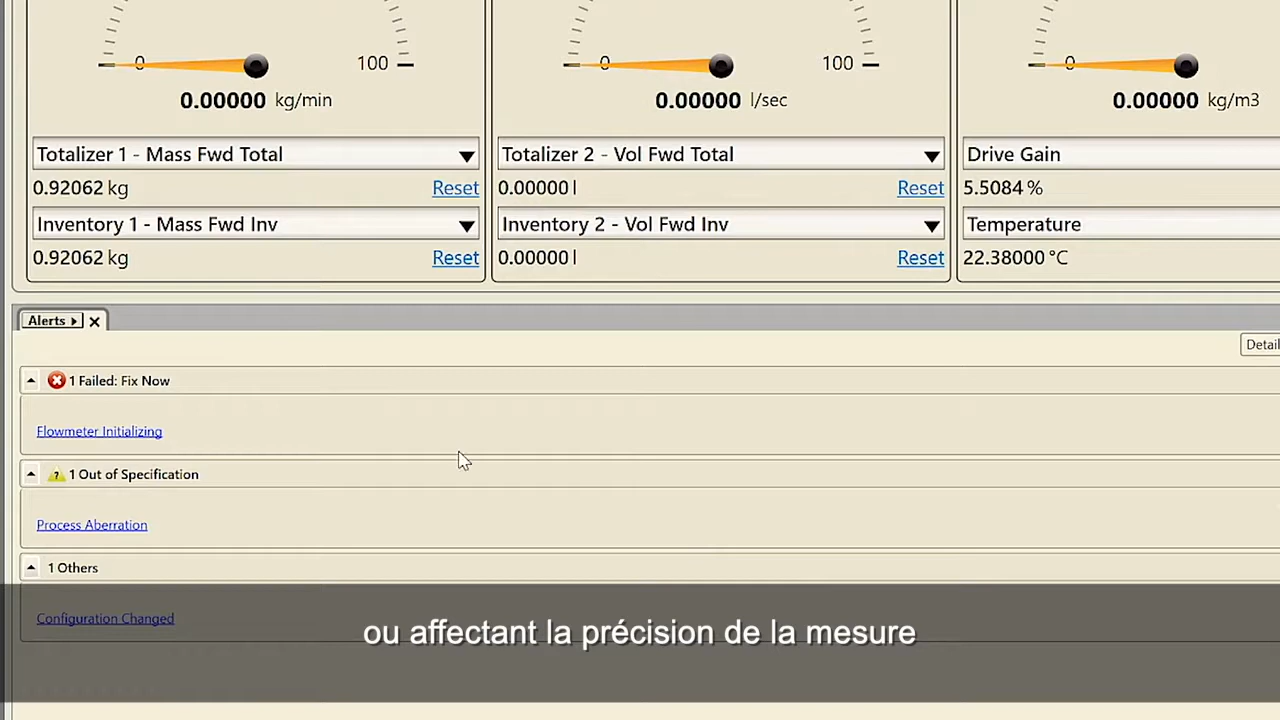 0 100 0 100 0
0.00000 kg/min 0.00000 l/sec 0.00000 kg/m3
Totalizer 1 - Mass Fwd Total Totalizer 2 - Vol Fwd Total Drive Gain
0.92062 kg Reset 0.00000 l Reset 5.5084 %
Inventory 1 - Mass Fwd Inv Inventory 2 - Vol Fwd Inv Temperature
0.92062 kg Reset 0.00000 l Reset 22.38000 °C
Alerts
Detail
1 Failed: Fix Now
Flowmeter Initializing
1 Out of Specification
Process Aberration
1 Others
Configuration Changed
ou affectant la précision de la mesure